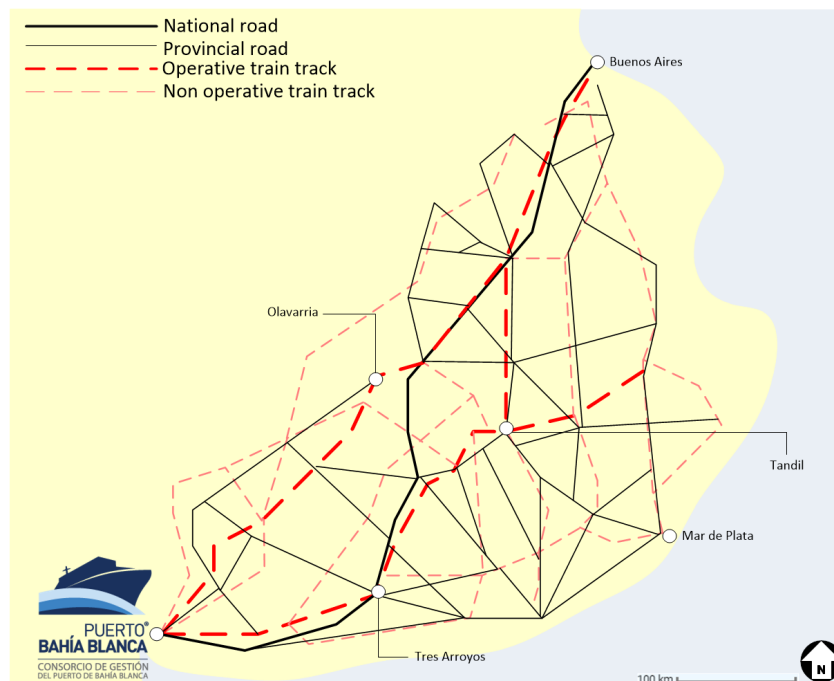 National road
Provincial road
Operative train track
Non operative train track
Buenos Aires
Olavarria
Tandil
Mar de Plata
PUERTO®
BAHÍA BLANCA
CONSORCIO DE GESTIÓN
DEL PUERTO DE BAHÍA BLANCA
Tres Arroyos
100 km
N